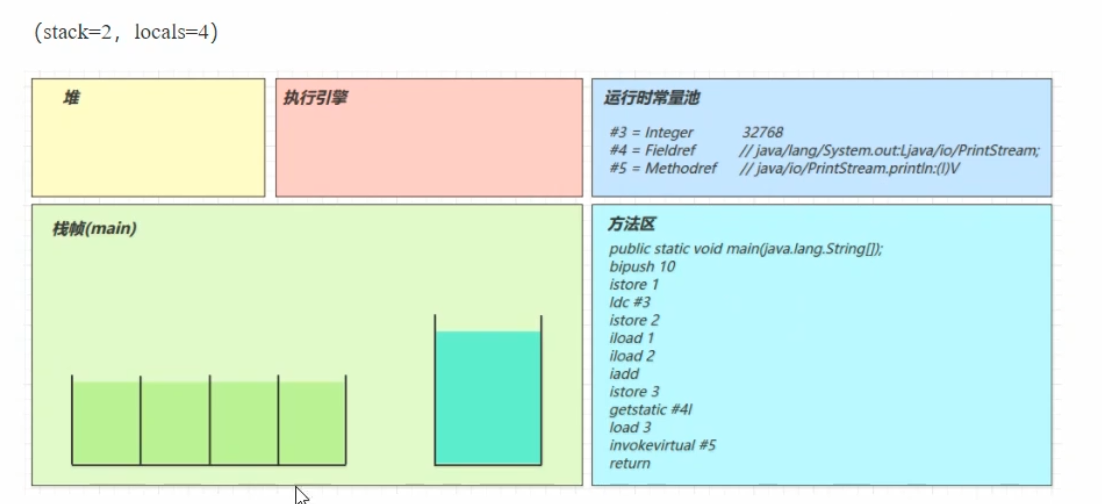 (stack=2，locals=4)
堆
执行引擎
运行时常量池
#3 = Integer 32768
#4 = Fieldref // java/lang/System.out:Ljava/io/PrintStream;
#5 = Methodref // java/io/PrintStream.println:(I)V
栈帧(main)
方法区
public static void main(java.lang.String[]);
bipush 10
istore 1
ldc #3
istore 2
iload 1
iload 2
iadd
istore 3
getstatic #4I
load 3
invokevirtual #5
return